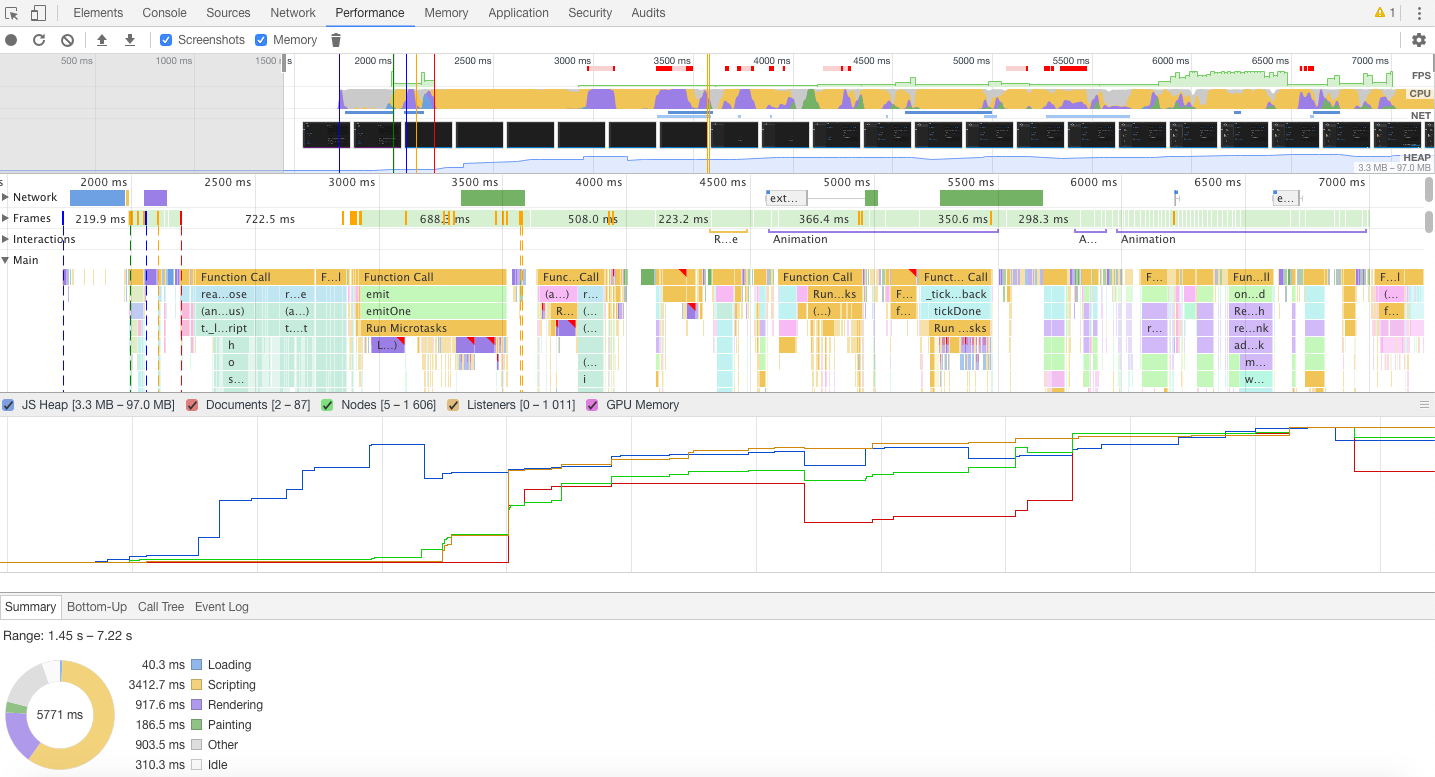 Elements Console Sources Network Performance Memory Application Security Audits 1
Screenshots Memory
500 ms 1000 ms 1500 ms 2000 ms 2500 ms 3000 ms 3500 ms 4000 ms 4500 ms 5000 ms 5500 ms 6000 ms 6500 ms 7000 ms
FPS
CPU
NET
HEAP
3.3 MB – 97.0 MB
s 2000 ms 2500 ms 3000 ms 3500 ms 4000 ms 4500 ms 5000 ms 5500 ms 6000 ms 6500 ms 7000 ms
Network ext... e...
Frames 219.9 ms 722.5 ms 688.3 ms 508.0 ms 223.2 ms 366.4 ms 350.6 ms 298.3 ms
Interactions R...e Animation A... Animation
Main
Function Call F...l Function Call Func...Call Function Call Funct... Call F... Fun...ll F...l
rea...ose r...e emit (a...) r... Run...ks F... _tick...back on...d (...
(an...us) (a...) emitOne R... (... (...) f... tickDone Re...h f...
t._l...ript t...t Run Microtasks (... Run ...sks r... re...nk
h L...) ad...k
o (... m...
s... i w...
JS Heap [3.3 MB – 97.0 MB] Documents [2 – 87] Nodes [5 – 1 606] Listeners [0 – 1 011] GPU Memory
Summary Bottom-Up Call Tree Event Log
Range: 1.45 s – 7.22 s
40.3 ms Loading
3412.7 ms Scripting
917.6 ms Rendering
5771 ms
186.5 ms Painting
903.5 ms Other
310.3 ms Idle